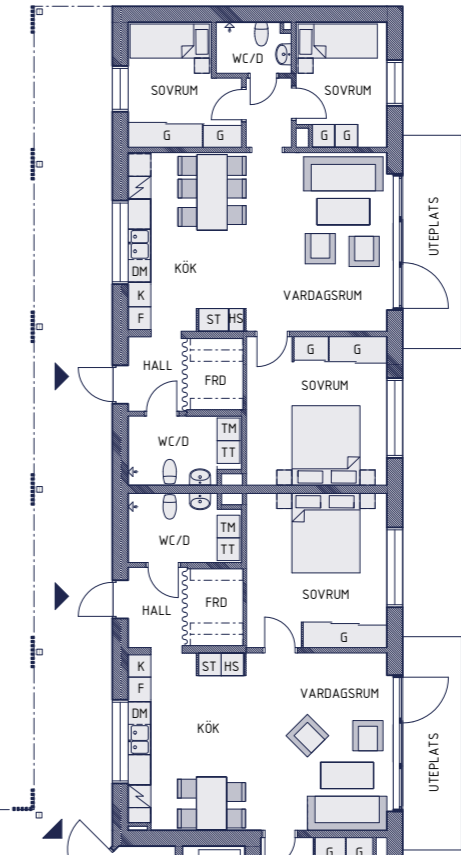 WC/D
SOVRUM
SOVRUM
G
G
G
G
UTEPLATS
DM
KÖK
K
VARDAGSRUM
F
ST
HS
G
G
HALL
FRD
SOVRUM
TM
WC/D
TT
TM
WC/D
TT
SOVRUM
HALL
FRD
G
K
ST
HS
F
VARDAGSRUM
DM
KÖK
UTEPLATS
G
G